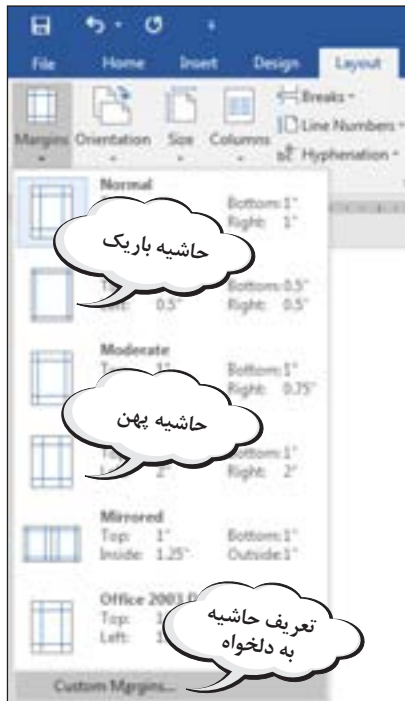 File Home Insert Design Layout
Breaks
Line Numbers
Margins Orientation Size Columns
Hyphenation
Normal
Bottom: 1"
Right: 1"
حاشیه باریک
Bottom: 0.5"
0.5" Right: 0.5"
Moderate
1" Bottom: 1"
Right: 0.75"
حاشیه پهن
Bottom: 1"
2" Right: 2"
Mirrored
Top: 1" Bottom: 1"
Inside: 1.25" Outside: 1"
Office 2003
Top:
Left:
تعریف حاشیه
به دلخواه
Custom Margins...